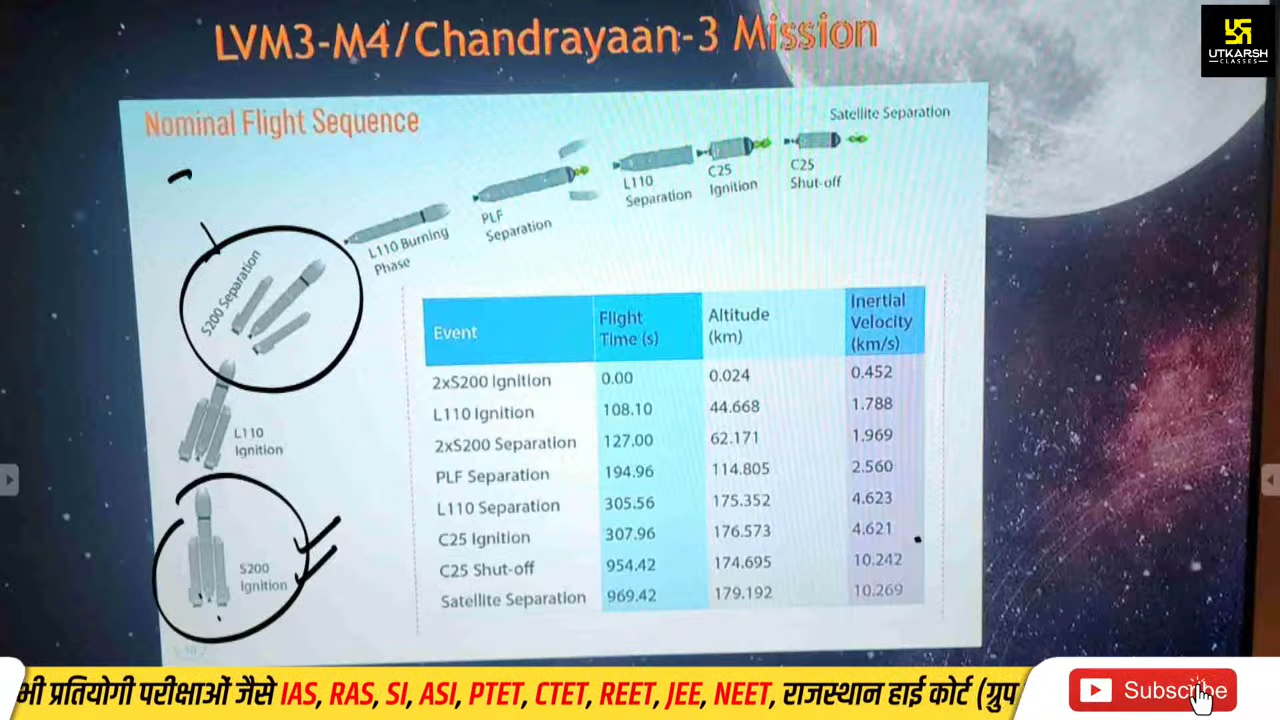 LVM3-M4/Chandrayaan-3 Mission
UTKARSH
CLASSES
Nominal Flight Sequence
Satellite Separation
C25
Shut-off
C25
Ignition
L110
Separation
PLF
Separation
L110 Burning
Phase
S200 Separation
L110
Ignition
S200
Ignition
Event Flight Time (s) Altitude (km) Inertial Velocity (km/s)
2xS200 Ignition 0.00 0.024 0.452
L110 Ignition 108.10 44.668 1.788
2xS200 Separation 127.00 62.171 1.969
PLF Separation 194.96 114.805 2.560
L110 Separation 305.56 175.352 4.623
C25 Ignition 307.96 176.573 4.621
C25 Shut-off 954.42 174.695 10.242
Satellite Separation 969.42 179.192 10.269
भी प्रतियोगी परीक्षाओं जैसे IAS, RAS, SI, ASI, PTET, CTET, REET, JEE, NEET, राजस्थान हाई कोर्ट (ग्रुप
Subscribe